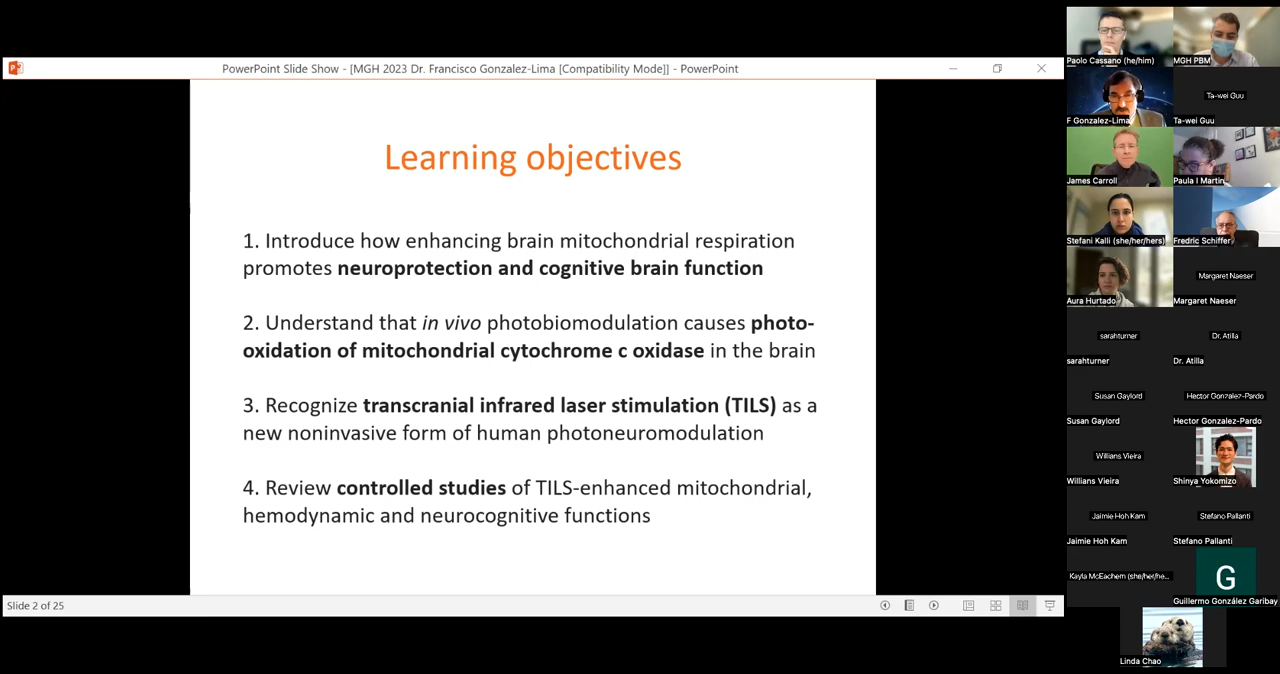 PowerPoint Slide Show - [MGH 2023 Dr. Francisco Gonzalez-Lima [Compatibility Mode]] - PowerPoint
Learning objectives
1. Introduce how enhancing brain mitochondrial respiration
promotes neuroprotection and cognitive brain function
2. Understand that in vivo photobiomodulation causes photo-
oxidation of mitochondrial cytochrome c oxidase in the brain
3. Recognize transcranial infrared laser stimulation (TILS) as a
new noninvasive form of human photoneuromodulation
4. Review controlled studies of TILS-enhanced mitochondrial,
hemodynamic and neurocognitive functions
Slide 2 of 25
Paolo Cassano (he/him)
MGH PBM
F Gonzalez-Lima
Ta-wei Guu
Ta-wei Guu
James Carroll
Paula I Martin
Stefani Kalli (she/her/hers)
Fredric Schiffer
Aura Hurtado
Margaret Naeser
Margaret Naeser
sarahturner
sarahturner
Dr. Atilla
Dr. Atilla
Susan Gaylord
Susan Gaylord
Hector Gonzalez-Pardo
Hector Gonzalez-Pardo
Willians Vieira
Willians Vieira
Shinya Yokomizo
Jaimie Hoh Kam
Jaimie Hoh Kam
Stefano Pallanti
Stefano Pallanti
Kayla McEachern (she/her/he...
G
Guillermo González Garibay
Linda Chao